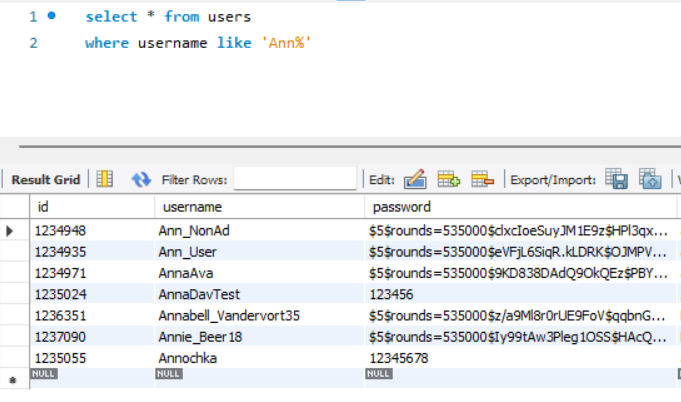 1 select * from users
2 where username like 'Ann%'
Result Grid Filter Rows: Edit: Export/Import:
id username password
1234948 Ann_NonAd $5$rounds=535000$dxcIoeSuyJM1E9z$HPl3qx...
1234935 Ann_User $5$rounds=535000$eVFjL6SiqR.kLDRK$OJMPV...
1234971 AnnaAva $5$rounds=535000$9KD838DAdQ9OkQEz$PBY...
1235024 AnnaDavTest 123456
1236351 Annabell_Vandervort35 $5$rounds=535000$z/a9Ml8r0rUE9FoV$qqbnG...
1237090 Annie_Beer18 $5$rounds=535000$Iy99tAw3Pleg1OSS$HAcQ...
1235055 Annochka 12345678
NULL NULL NULL